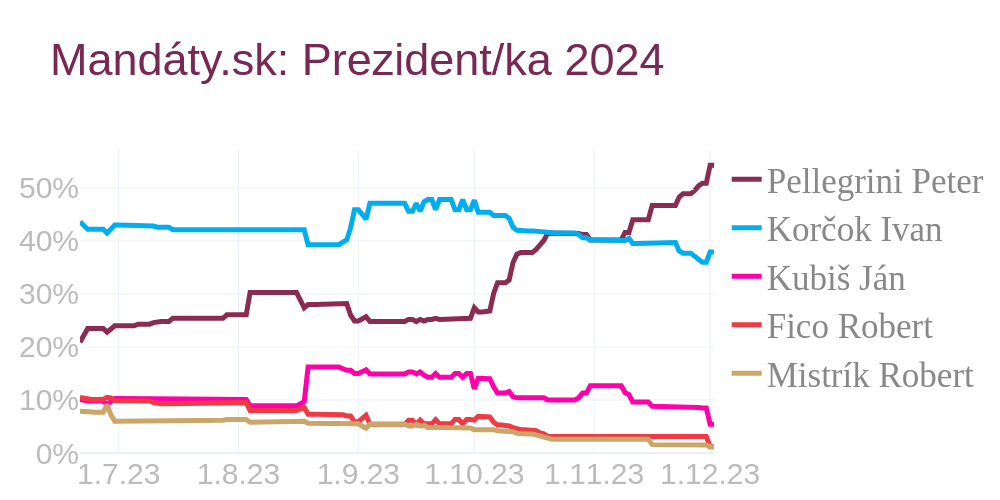 Mandáty.sk: Prezident/ka 2024
50%
40%
30%
20%
10%
0%
1.7.23 1.8.23 1.9.23 1.10.23 1.11.23 1.12.23
Pellegrini Peter
Korčok Ivan
Kubiš Ján
Fico Robert
Mistrík Robert